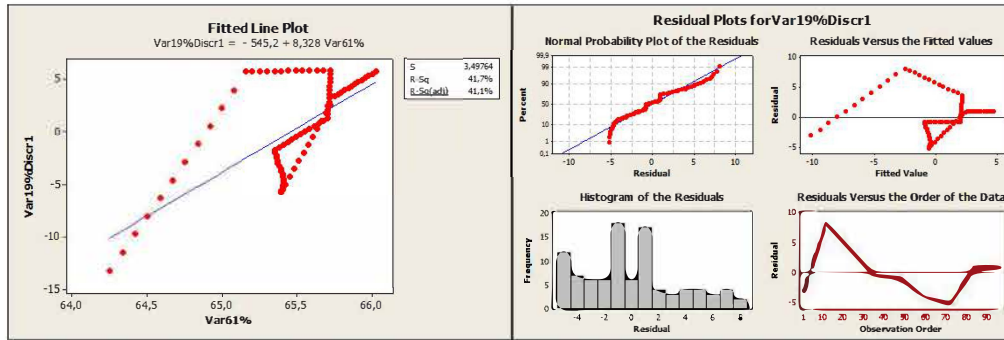 Fitted Line Plot
Var19%Discr1 = - 545,2 + 8,328 Var61%
S 3,49764
R-Sq 41,7%
R-Sq(adj) 41,1%
Var19%Discr1
5
0
-5
-10
-15
64,0 64,5 65,0 65,5 66,0
Var61%
Residual Plots forVar19%Discr1
Normal Probability Plot of the Residuals
Percent
99,9
99
90
50
10
1
0,1
-10 -5 0 5 10
Residual
Residuals Versus the Fitted Values
Residual
10
5
0
-5
-10 -5 0 5
Fitted Value
Histogram of the Residuals
Frequency
20
15
10
5
0
-4 -2 0 2 4 6 8
Residual
Residuals Versus the Order of the Data
Residual
10
5
0
-5
1 10 20 30 40 50 60 70 80 90
Observation Order